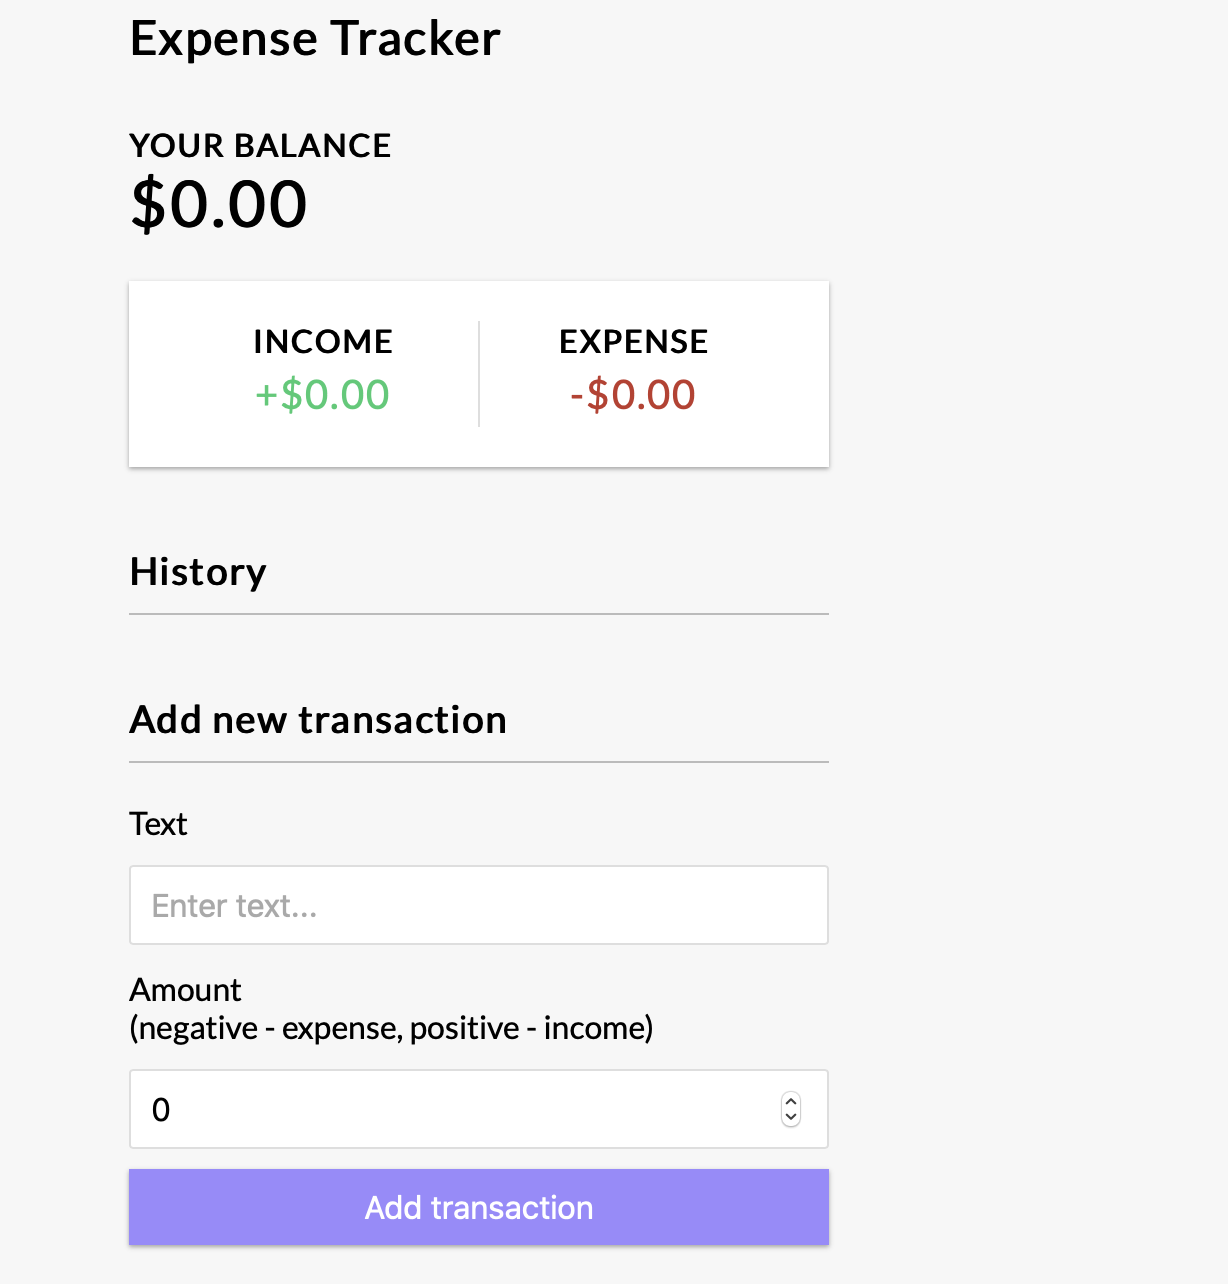 Expense Tracker
YOUR BALANCE
$0.00
INCOME EXPENSE
+$0.00 -$0.00
History
Add new transaction
Text
Enter text...
Amount
(negative - expense, positive - income)
0
Add transaction